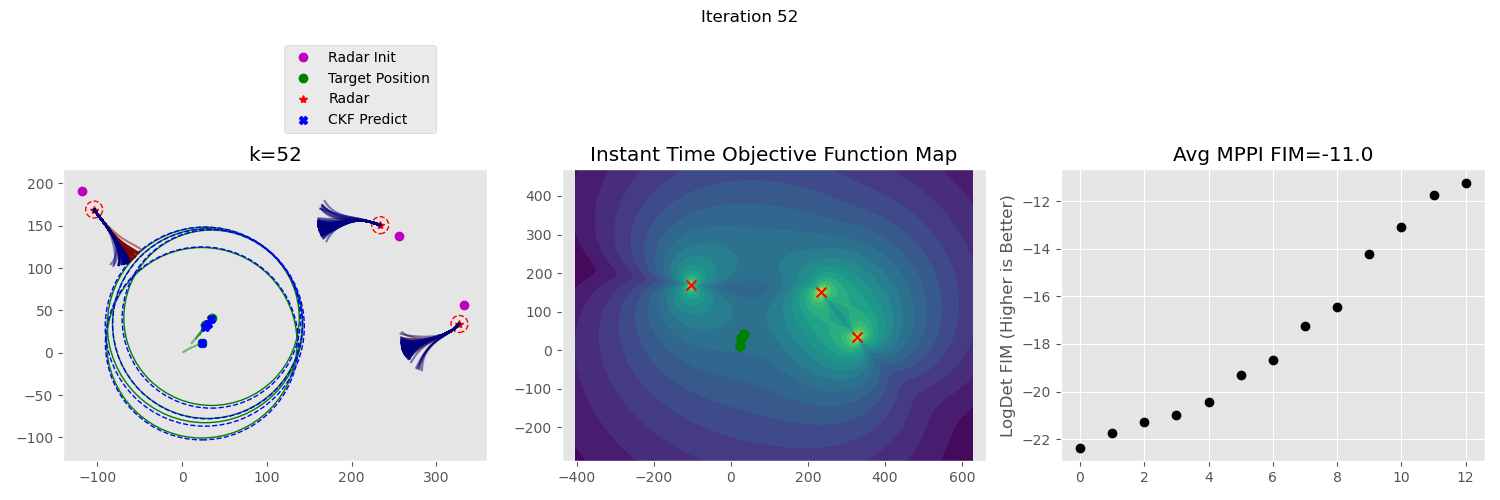 Iteration 52
Radar Init
Target Position
Radar
CKF Predict
k=52
200
150
100
50
0
−50
−100
−100 0 100 200 300
Instant Time Objective Function Map
400
300
200
100
0
−100
−200
−400 −200 0 200 400 600
Avg MPPI FIM=-11.0
LogDet FIM (Higher is Better)
−12
−14
−16
−18
−20
−22
0 2 4 6 8 10 12